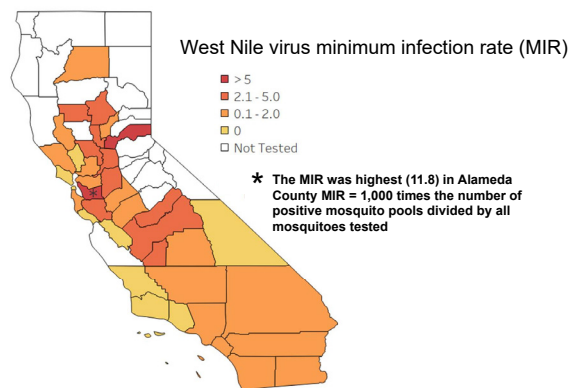 West Nile virus minimum infection rate (MIR)
> 5
2.1 - 5.0
0.1 - 2.0
0
Not Tested
* The MIR was highest (11.8) in Alameda
County MIR = 1,000 times the number of
positive mosquito pools divided by all
mosquitoes tested
*